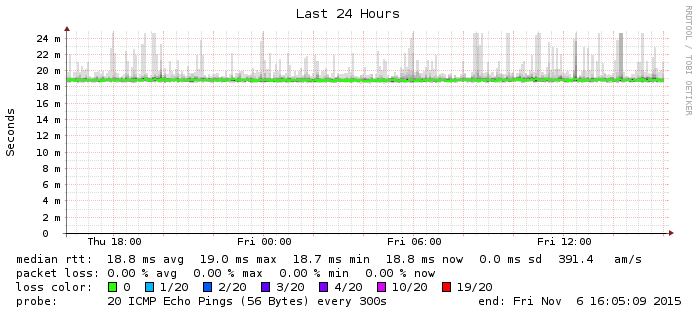 Last 24 Hours
RRDTOOL / TOBI OETIKER
Seconds
24 m
22 m
20 m
18 m
16 m
14 m
12 m
10 m
8 m
6 m
4 m
2 m
0
Thu 18:00 Fri 00:00 Fri 06:00 Fri 12:00
median rtt: 18.8 ms avg 19.0 ms max 18.7 ms min 18.8 ms now 0.0 ms sd 391.4 am/s
packet loss: 0.00 % avg 0.00 % max 0.00 % min 0.00 % now
loss color: 0 1/20 2/20 3/20 4/20 10/20 19/20
probe: 20 ICMP Echo Pings (56 Bytes) every 300s end: Fri Nov 6 16:05:09 2015